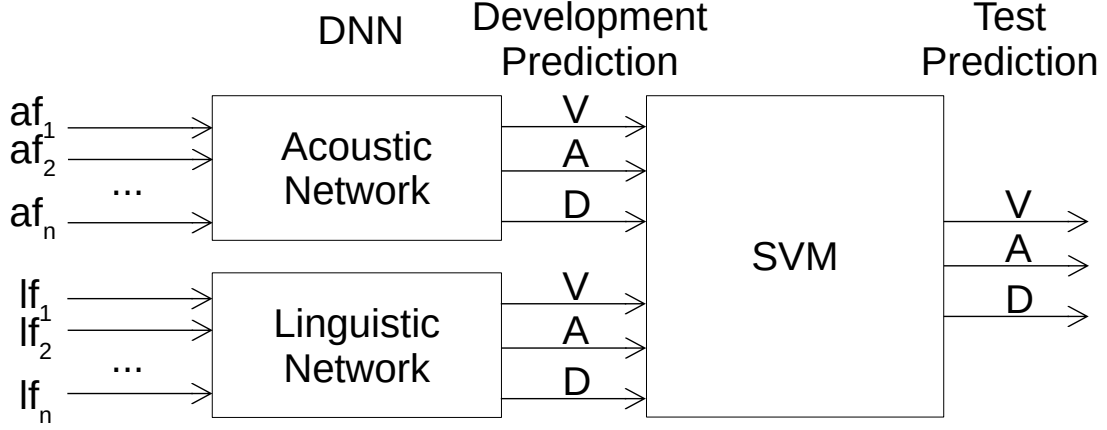 DNN
Development
Prediction
Test
Prediction
af1
af2
...
afn
Acoustic
Network
V
A
D
lf1
lf2
...
lfn
Linguistic
Network
V
A
D
SVM
V
A
D